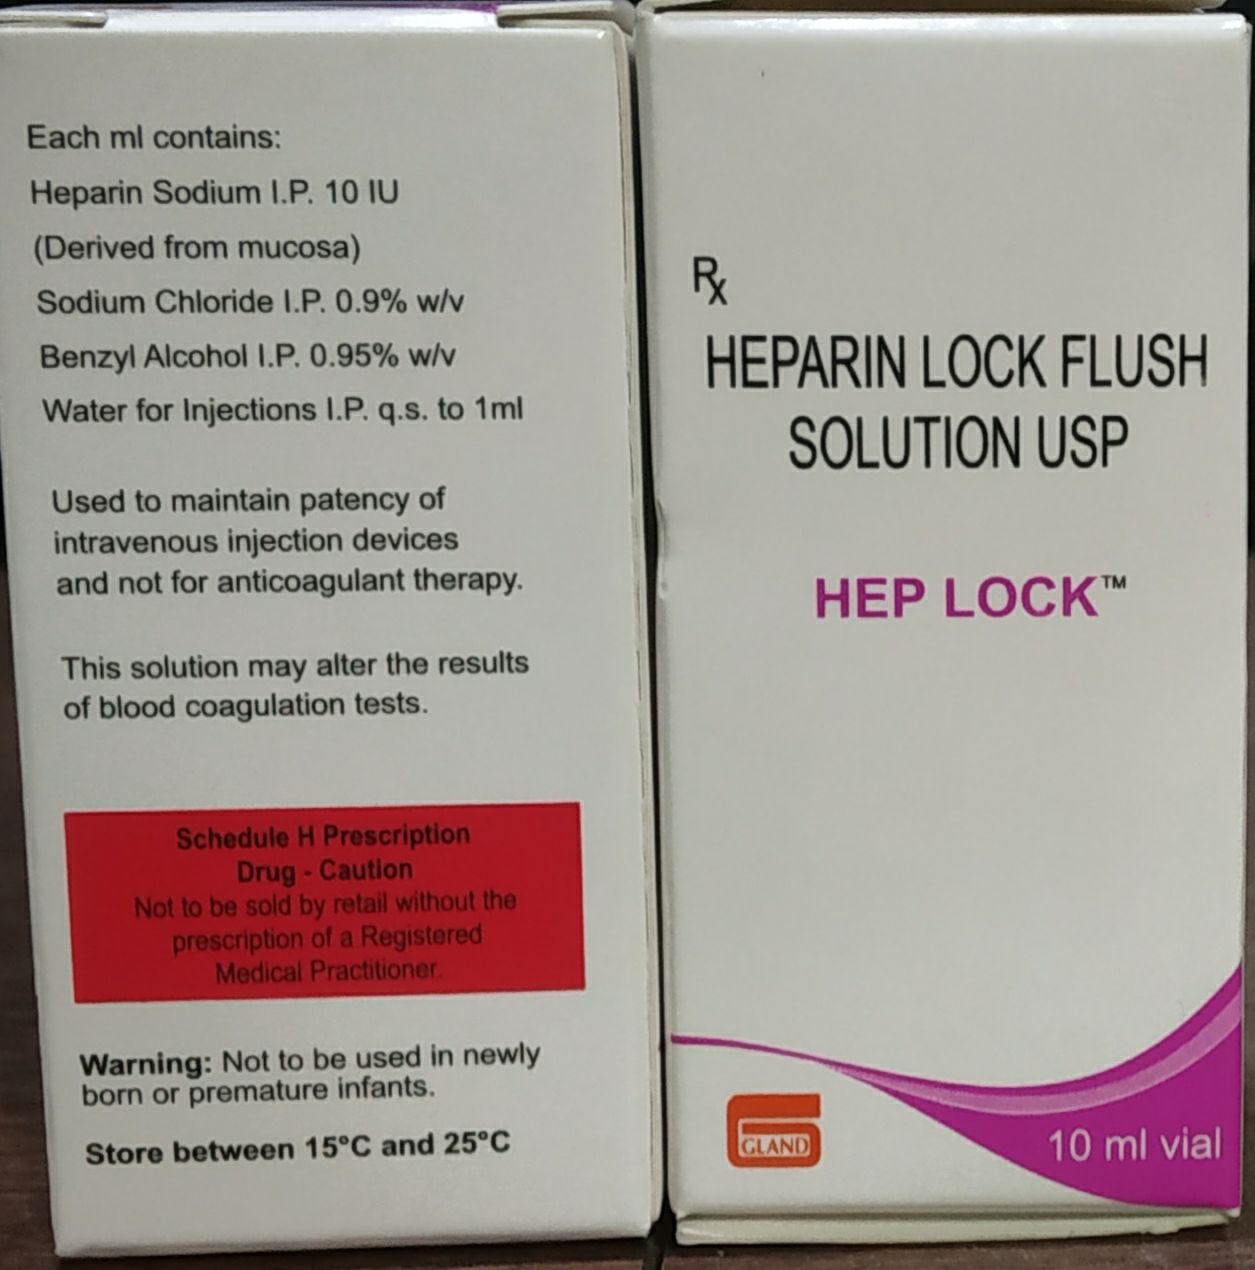 Each ml contains:
Heparin Sodium I.P. 10 IU
(Derived from mucosa)
Sodium Chloride I.P. 0.9% w/v
Benzyl Alcohol I.P. 0.95% w/v
Water for Injections I.P. q.s. to 1ml
Used to maintain patency of
intravenous injection devices
and not for anticoagulant therapy.
This solution may alter the results
of blood coagulation tests.
Schedule H Prescription
Drug - Caution
Not to be sold by retail without the
prescription of a Registered
Medical Practitioner.
Warning: Not to be used in newly
born or premature infants.
Store between 15°C and 25°C
Rx
HEPARIN LOCK FLUSH
SOLUTION USP
HEP LOCK™
GLAND
10 ml vial